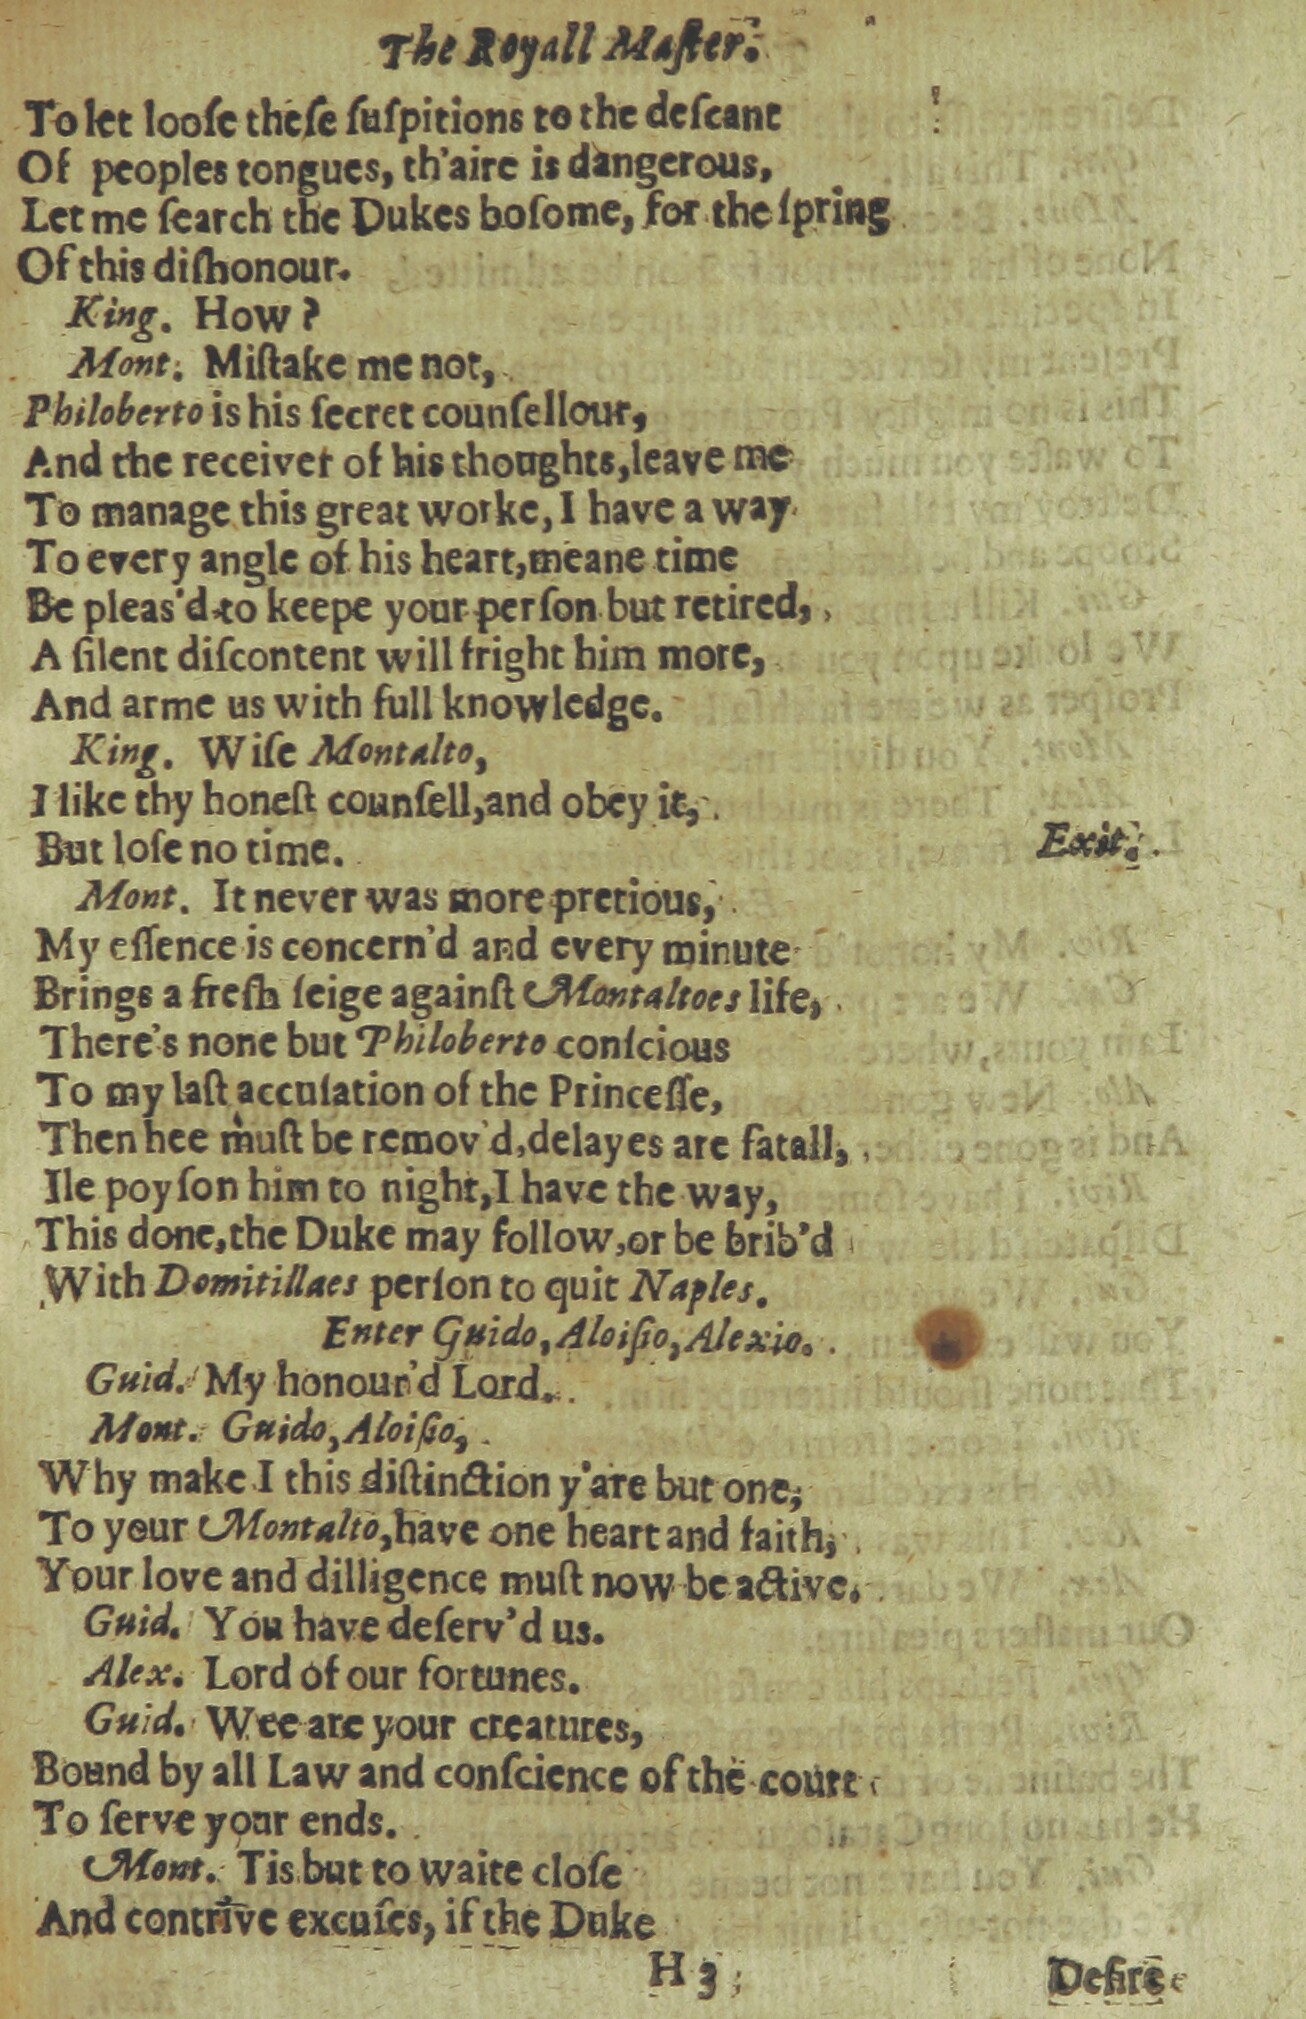 The Royall Maſter.
To let looſe theſe ſuſpitions to the deſcant
Of peoples tongues, th'aire is dangerous,
Let me ſearch the Dukes boſome, for the ſpring
Of this diſhonour.
King. How?
Mont. Miſtake me not,
Philoberto is his ſecret counſellour,
And the receiver of his thoughts, leave me
To manage this great worke, I have a way
To every angle of his heart, meane time
Be pleas'd to keepe your perſon but retired,
A ſilent diſcontent will fright him more,
And arme us with full knowledge.
King. Wiſe Montalto,
I like thy honeſt counſell, and obey it,
But loſe no time. Exit.
Mont. It never was more pretious,
My eſſence is concern'd and every minute
Brings a freſh ſeige againſt Montaltoes life,
There's none but Philoberto conſcious
To my laſt accuſation of the Princeſſe,
Then hee muſt be remov'd, delayes are fatall,
Ile poyſon him to night, I have the way,
This done, the Duke may follow, or be brib'd
With Domitillaes perſon to quit Naples.
Enter Guido, Aloiſio, Alexio.
Guid. My honour'd Lord.
Mont. Guido, Aloiſio,
Why make I this diſtinction y'are but one,
To your Montalto, have one heart and faith,
Your love and dilligence muſt now be active.
Guid. You have deſerv'd us.
Alex. Lord of our fortunes.
Guid. Wee are your creatures,
Bound by all Law and conſcience of the court
To ſerve your ends.
Mont. Tis but to waite cloſe
And contrive excuſes, if the Duke
H 3
Deſire